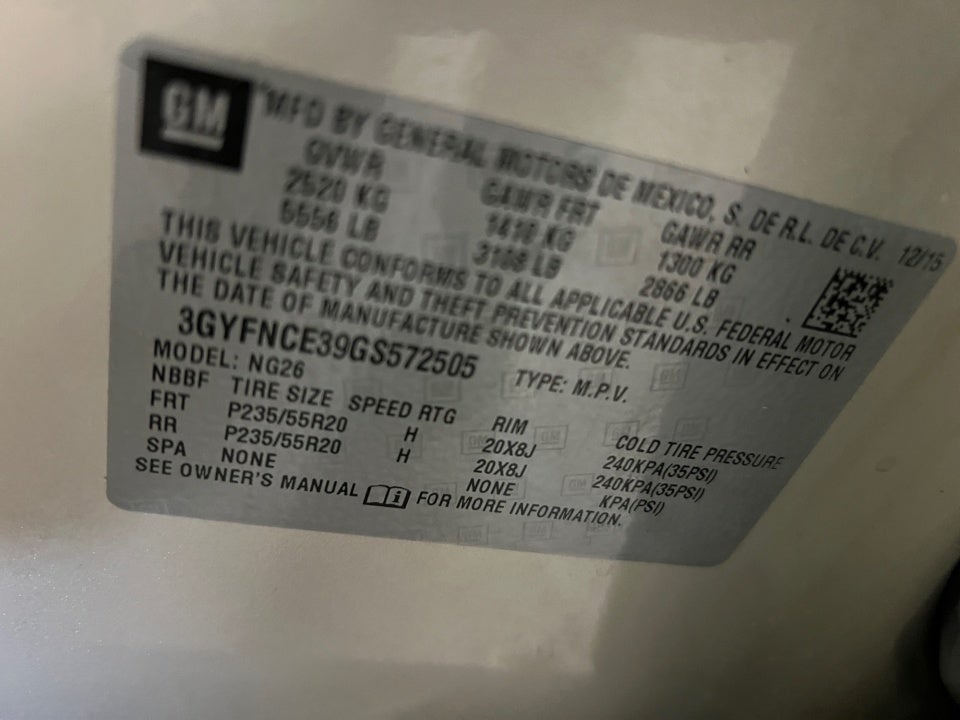 GM
MFD BY GENERAL MOTORS DE MEXICO, S. DE R.L. DE C.V. 12/15
GVWR GAWR FRT GAWR RR
2520 KG 1410 KG 1300 KG
5556 LB 3108 LB 2866 LB
THIS VEHICLE CONFORMS TO ALL APPLICABLE U.S. FEDERAL MOTOR
VEHICLE SAFETY AND THEFT PREVENTION STANDARDS IN EFFECT ON
THE DATE OF MANUFACTURE SHOWN ABOVE.
3GYFNCE39GS572505 TYPE: M.P.V.
MODEL: NG26
NBBF TIRE SIZE SPEED RTG RIM COLD TIRE PRESSURE
FRT P235/55R20 H 20X8J 240KPA(35PSI)
RR P235/55R20 H 20X8J 240KPA(35PSI)
SPA NONE NONE KPA(PSI)
SEE OWNER'S MANUAL FOR MORE INFORMATION.